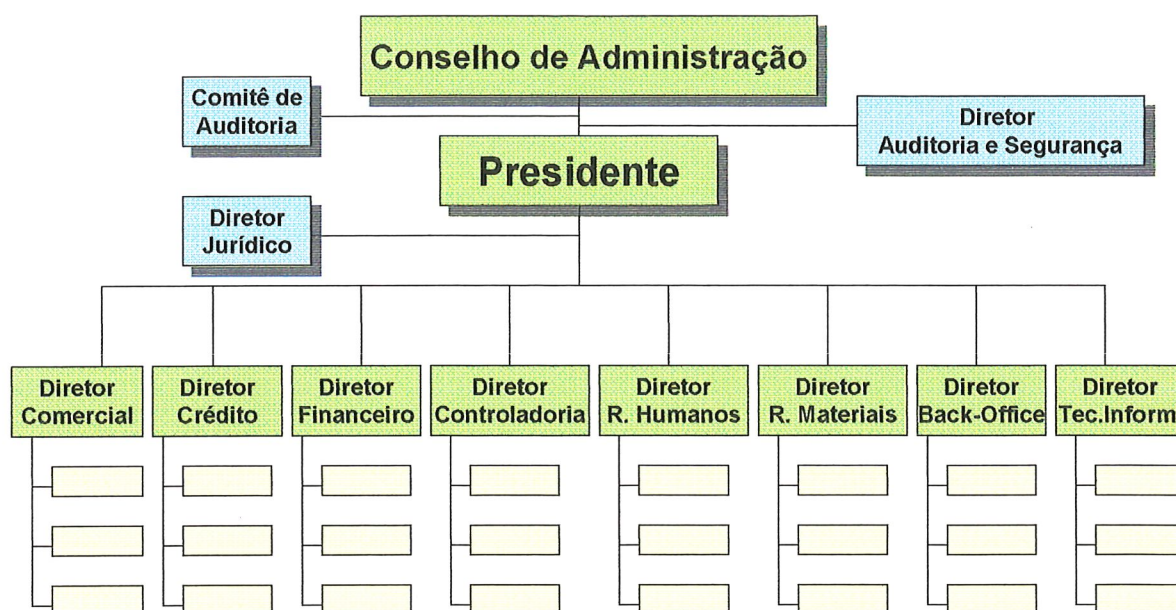 Conselho de Administração
Comitê de
Auditoria
Diretor
Auditoria e Segurança
Presidente
Diretor
Jurídico
Diretor
Comercial
Diretor
Crédito
Diretor
Financeiro
Diretor
Controladoria
Diretor
R. Humanos
Diretor
R. Materiais
Diretor
Back-Office
Diretor
Tec.Inform